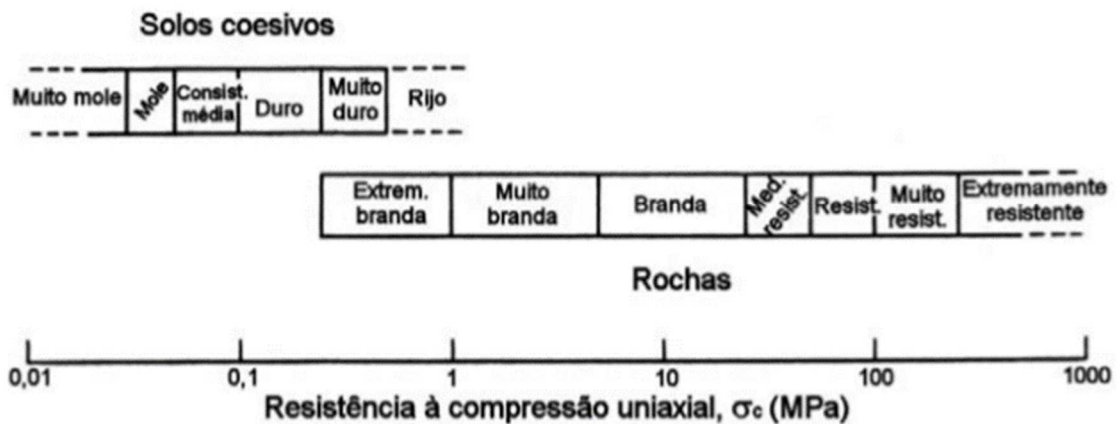 Solos coesivos
Muito mole Mole Consist. média Duro Muito duro Rijo
Extrem. branda Muito branda Branda Med. resist. Resist. Muito resist. Extremamente resistente
Rochas
0,01 0,1 1 10 100 1000
Resistência à compressão uniaxial, σc (MPa)